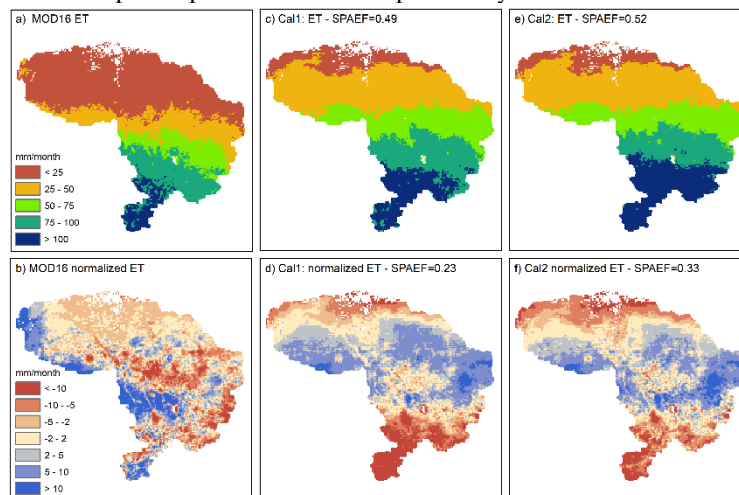 a) MOD16 ET
c) Cal1: ET - SPAEF=0.49
e) Cal2: ET - SPAEF=0.52
mm/month
< 25
25 - 50
50 - 75
75 - 100
> 100
b) MOD16 normalized ET
d) Cal1: normalized ET - SPAEF=0.23
f) Cal2 normalized ET - SPAEF=0.33
mm/month
< -10
-10 - -5
-5 - -2
-2 - 2
2 - 5
5 - 10
> 10